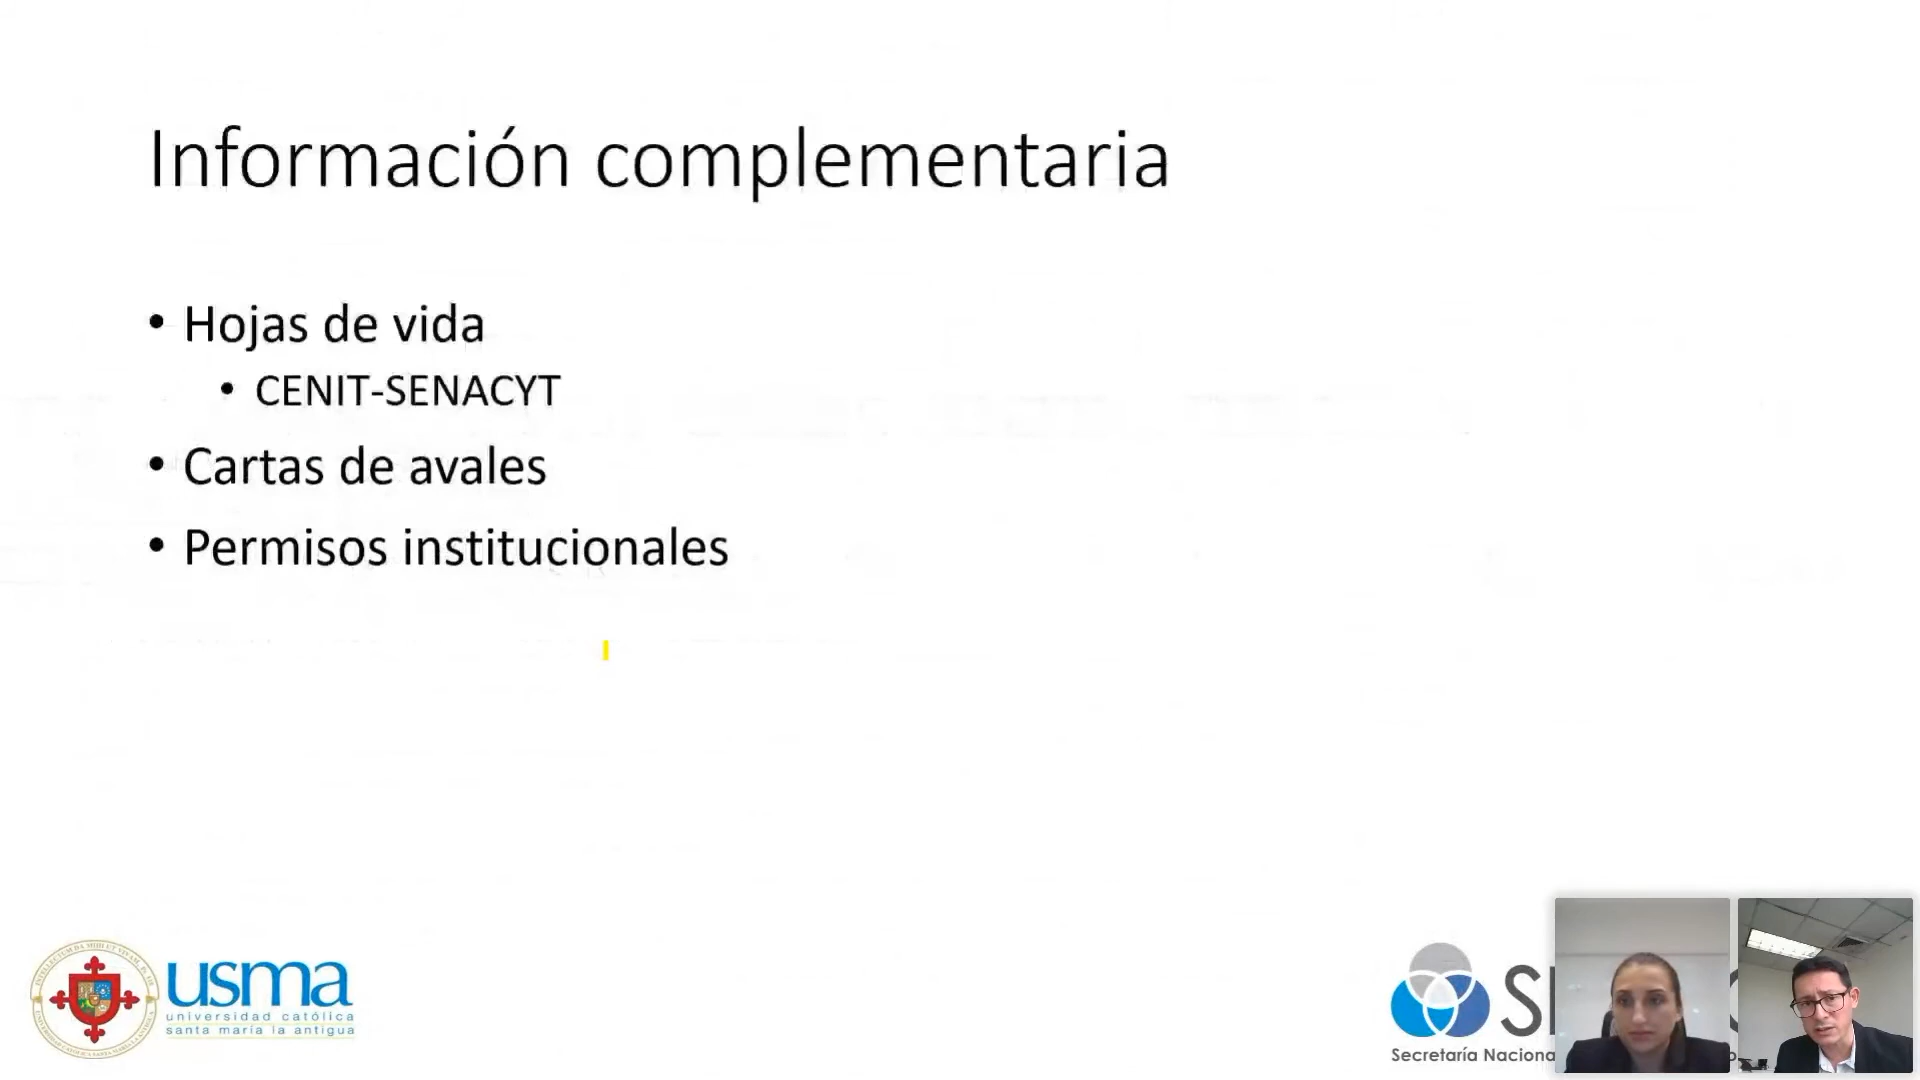 Información complementaria
• Hojas de vida
• CENIT-SENACYT
• Cartas de avales
• Permisos institucionales
usma
universidad católica
santa maría la antigua
Secretaría Naciona